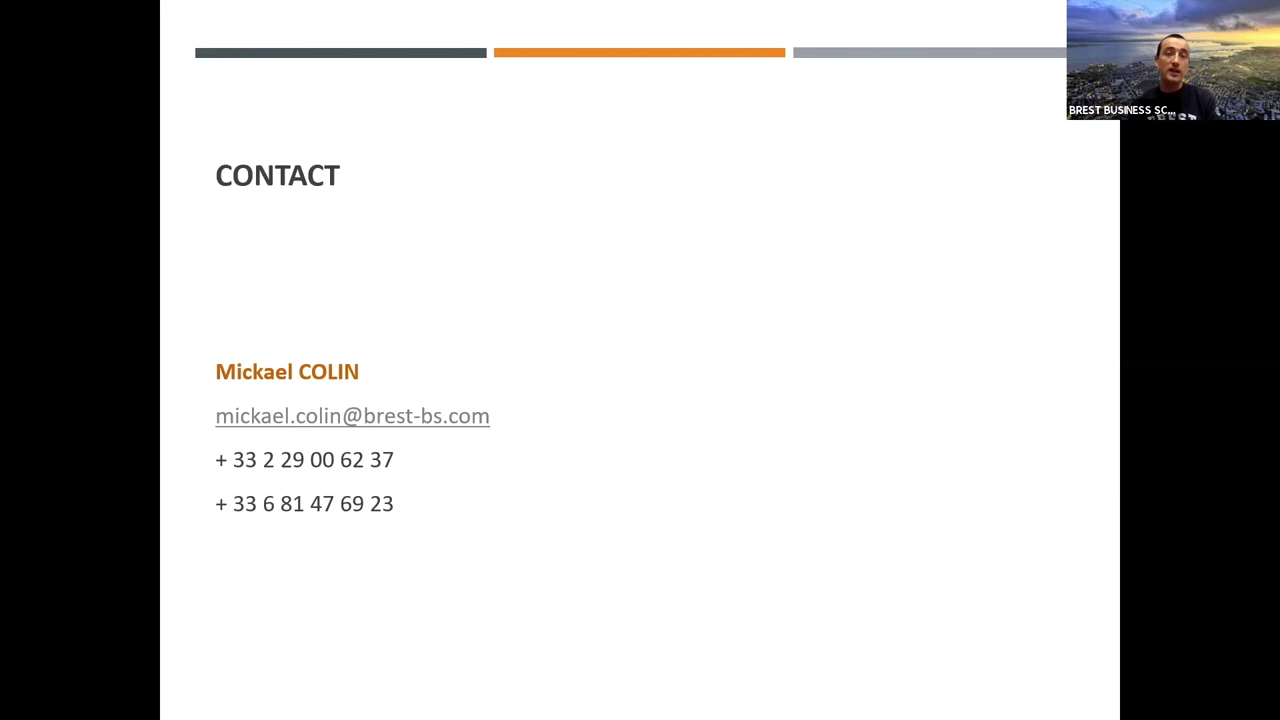 BREST BUSINESS SC...
CONTACT
Mickael COLIN
mickael.colin@brest-bs.com
+ 33 2 29 00 62 37
+ 33 6 81 47 69 23